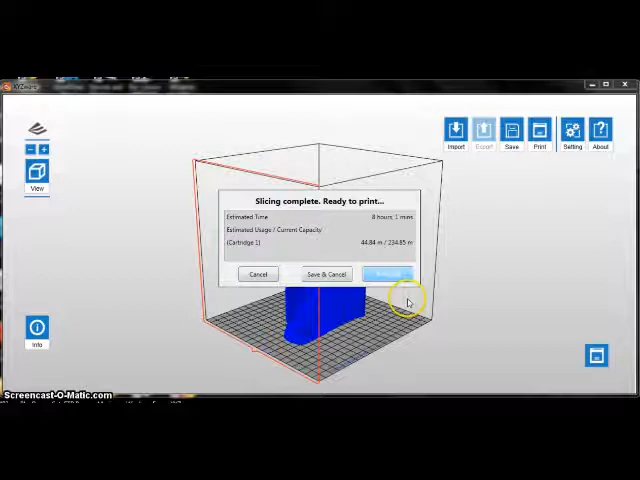 XYZware
Import
Export
Save
Print
Setting
About
View
Slicing complete. Ready to print...
Estimated Time 8 hours, 1 mins
Estimated Usage / Current Capacity
(Cartridge 1) 44.84 m / 234.85 m
Cancel
Save & Cancel
Info
Screencast-O-Matic.com